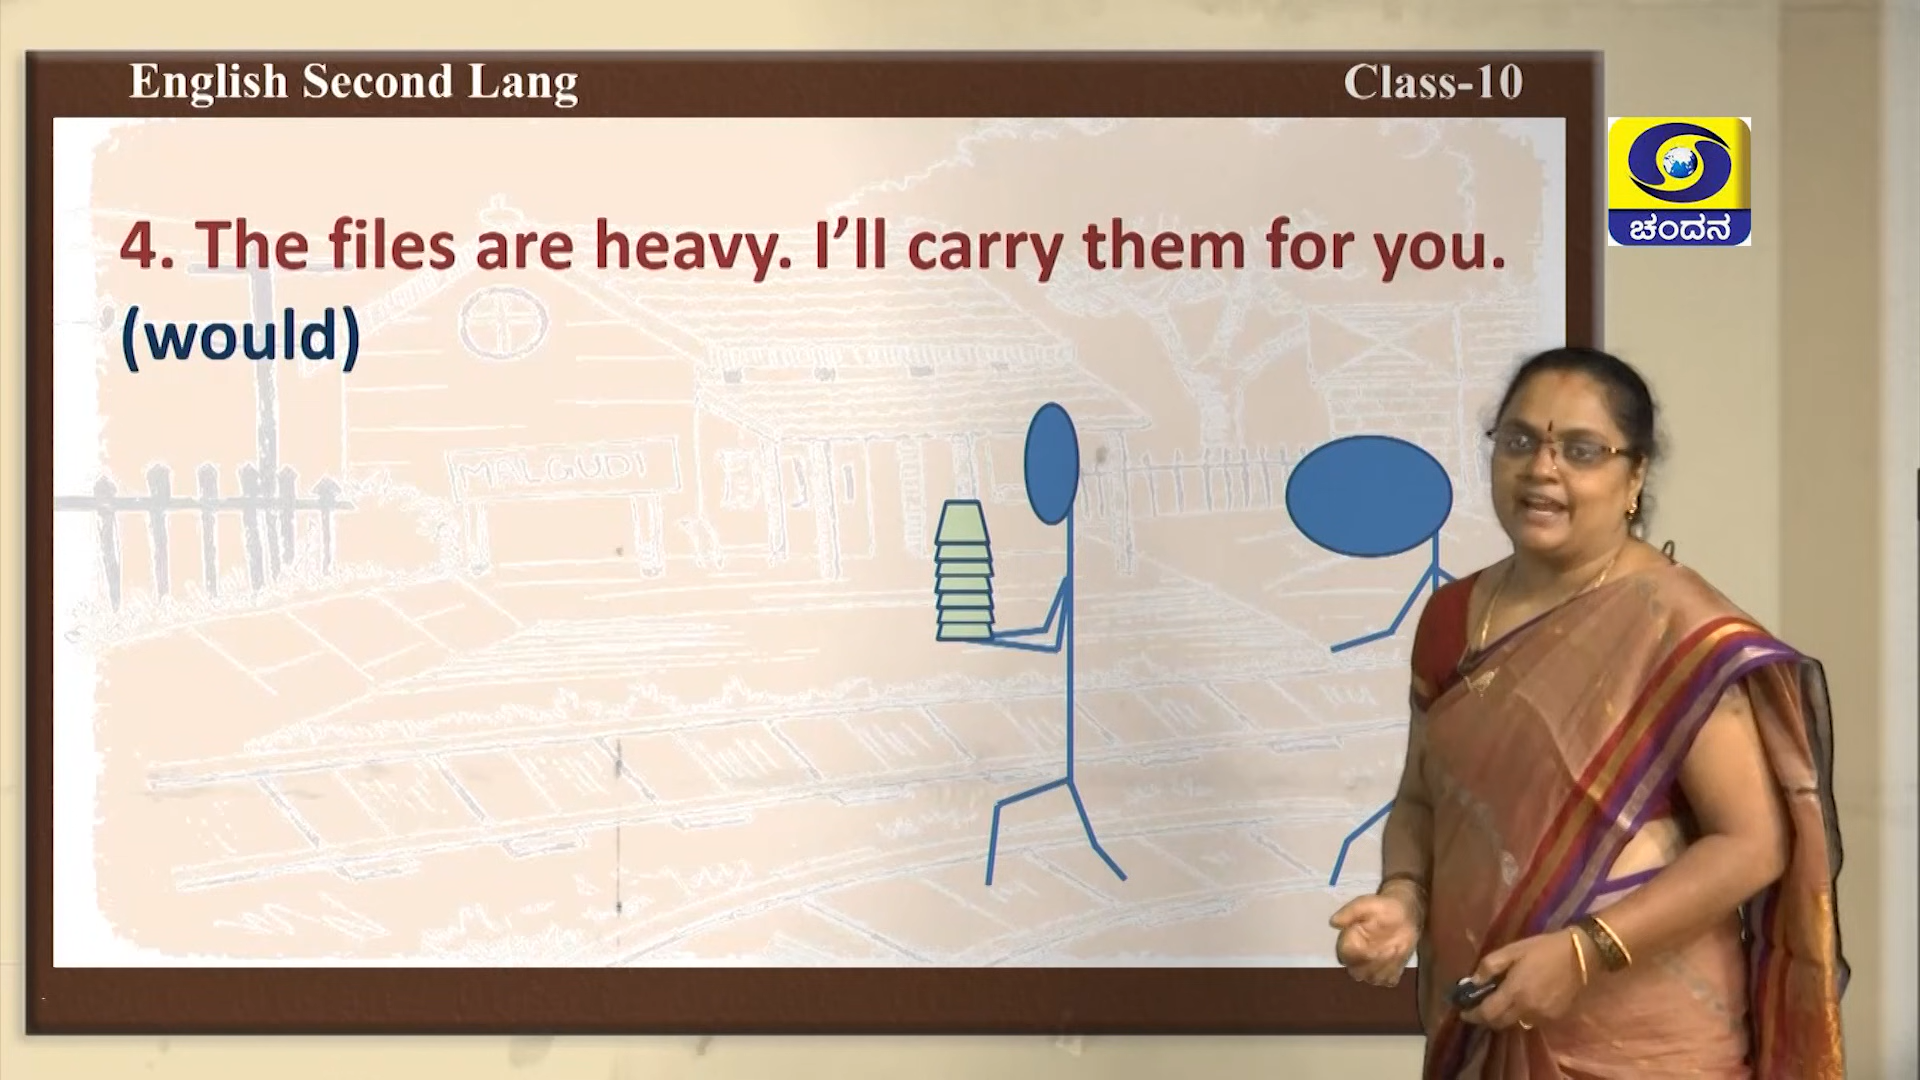 English Second Lang
Class-10
ಚಂದನ
4. The files are heavy. I’ll carry them for you.
(would)
MALGUDI